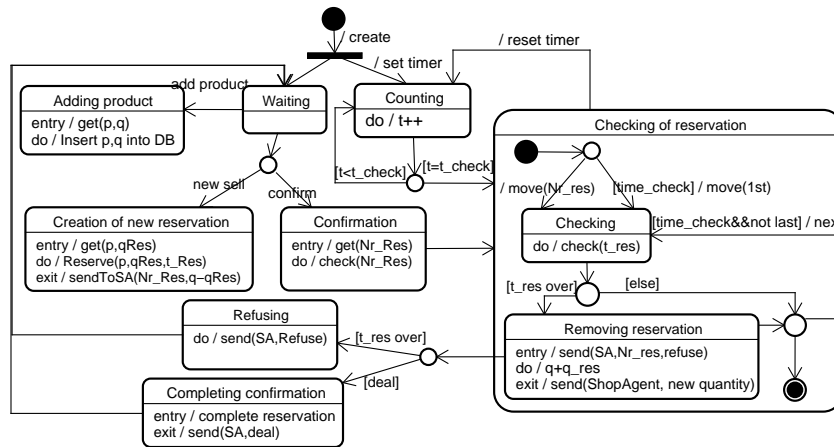 / create
/ reset timer
/ set timer
add product
Adding product
entry / get(p,q)
do / Insert p,q into DB
Waiting
Counting
do / t++
Checking of reservation
[t<t_check]
[t=t_check]
new sell
confirm
/ move(Nr_res)
[time_check] / move(1st)
Creation of new reservation
entry / get(p,qRes)
do / Reserve(p,qRes,t_Res)
exit / sendToSA(Nr_Res,q−qRes)
Confirmation
entry / get(Nr_Res)
do / check(Nr_Res)
Checking
do / check(t_res)
[time_check&&not last] / next
[t_res over]
[else]
Refusing
do / send(SA,Refuse)
[t_res over]
Removing reservation
entry / send(SA,Nr_res,refuse)
do / q+q_res
exit / send(ShopAgent, new quantity)
[deal]
Completing confirmation
entry / complete reservation
exit / send(SA,deal)